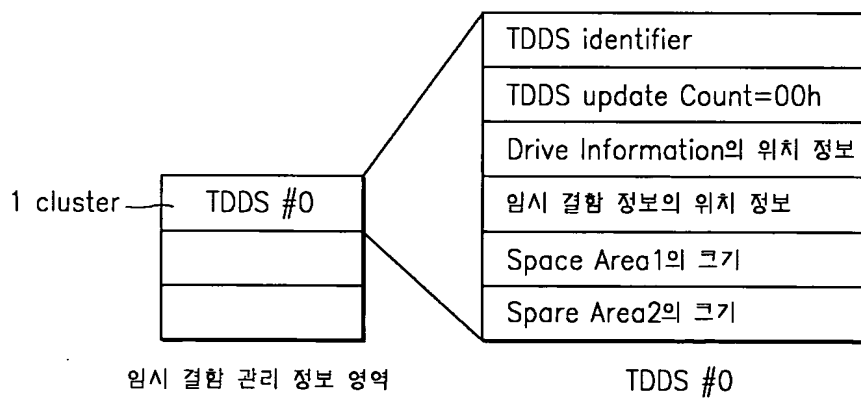 1 cluster
TDDS #0
임시 결함 관리 정보 영역
TDDS identifier
TDDS update Count=00h
Drive Information의 위치 정보
임시 결함 정보의 위치 정보
Space Area1의 크기
Spare Area2의 크기
TDDS #0